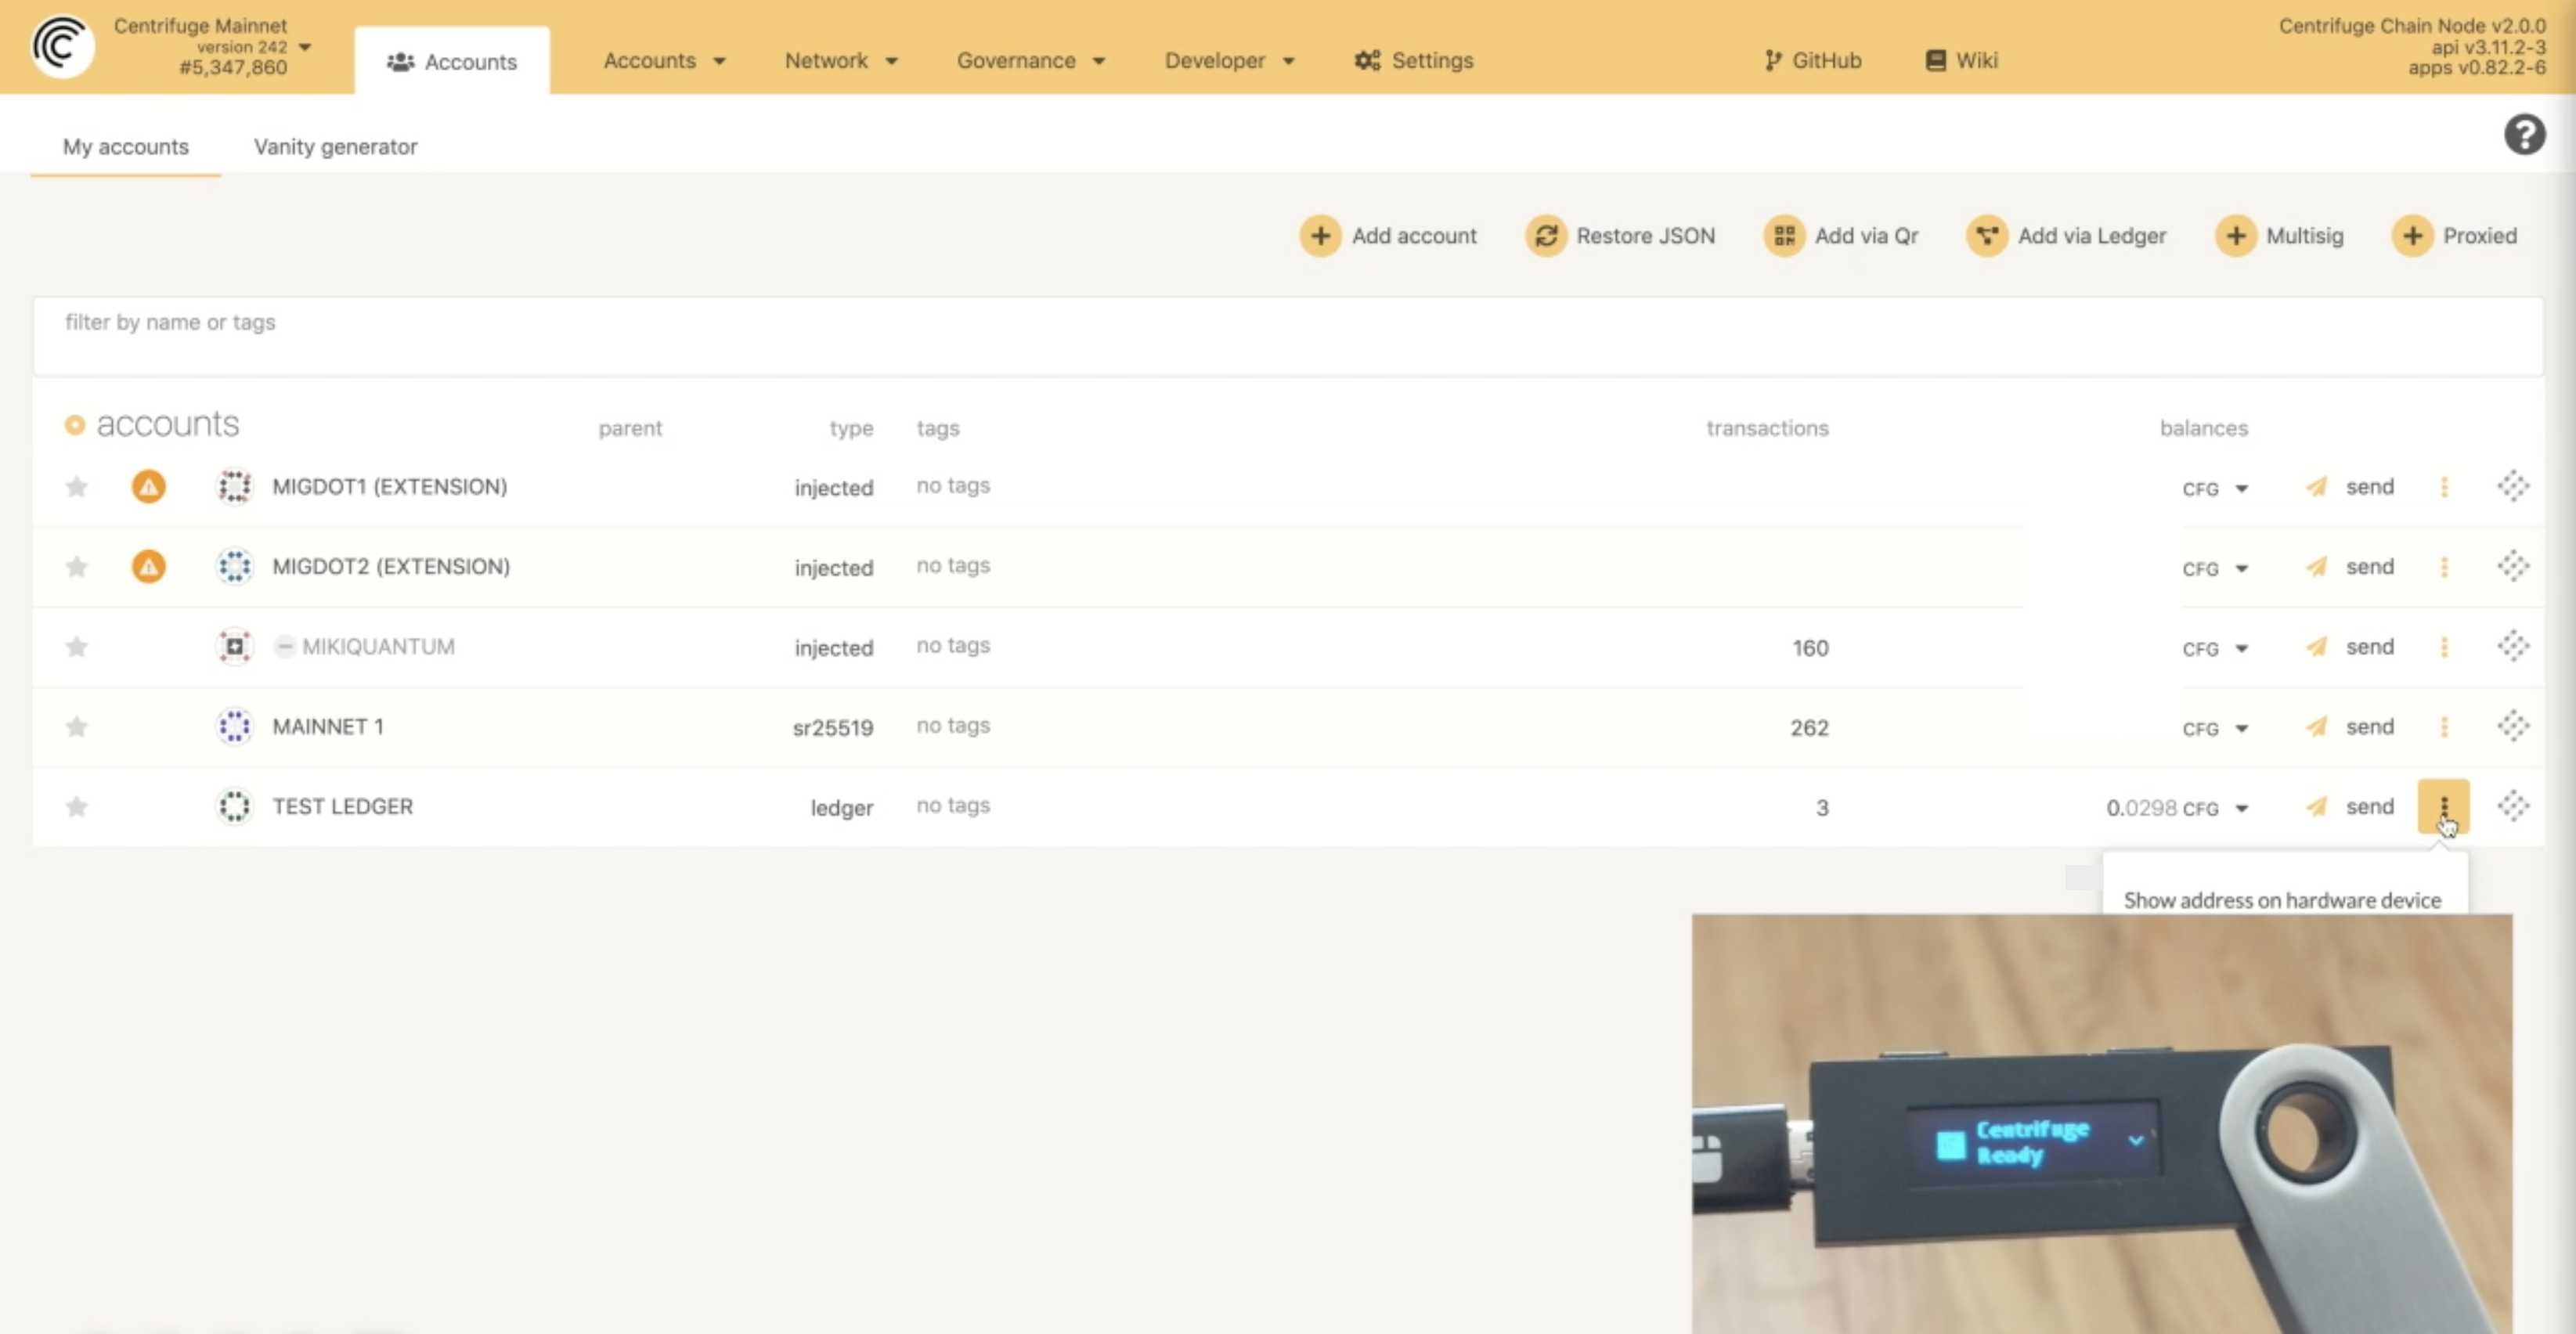 Centrifuge Mainnet
version 242
#5,347,860
Accounts
Accounts
Network
Governance
Developer
Settings
GitHub
Wiki
Centrifuge Chain Node v2.0.0
api v3.11.2-3
apps v0.82.2-6
My accounts
Vanity generator
Add account
Restore JSON
Add via Qr
Add via Ledger
Multisig
Proxied
filter by name or tags
accounts parent type tags transactions balances
MIGDOT1 (EXTENSION) injected no tags CFG send
MIGDOT2 (EXTENSION) injected no tags CFG send
MIKIQUANTUM injected no tags 160 CFG send
MAINNET 1 sr25519 no tags 262 CFG send
TEST LEDGER ledger no tags 3 0.0298 CFG send
Show address on hardware device
Centrifuge
Ready